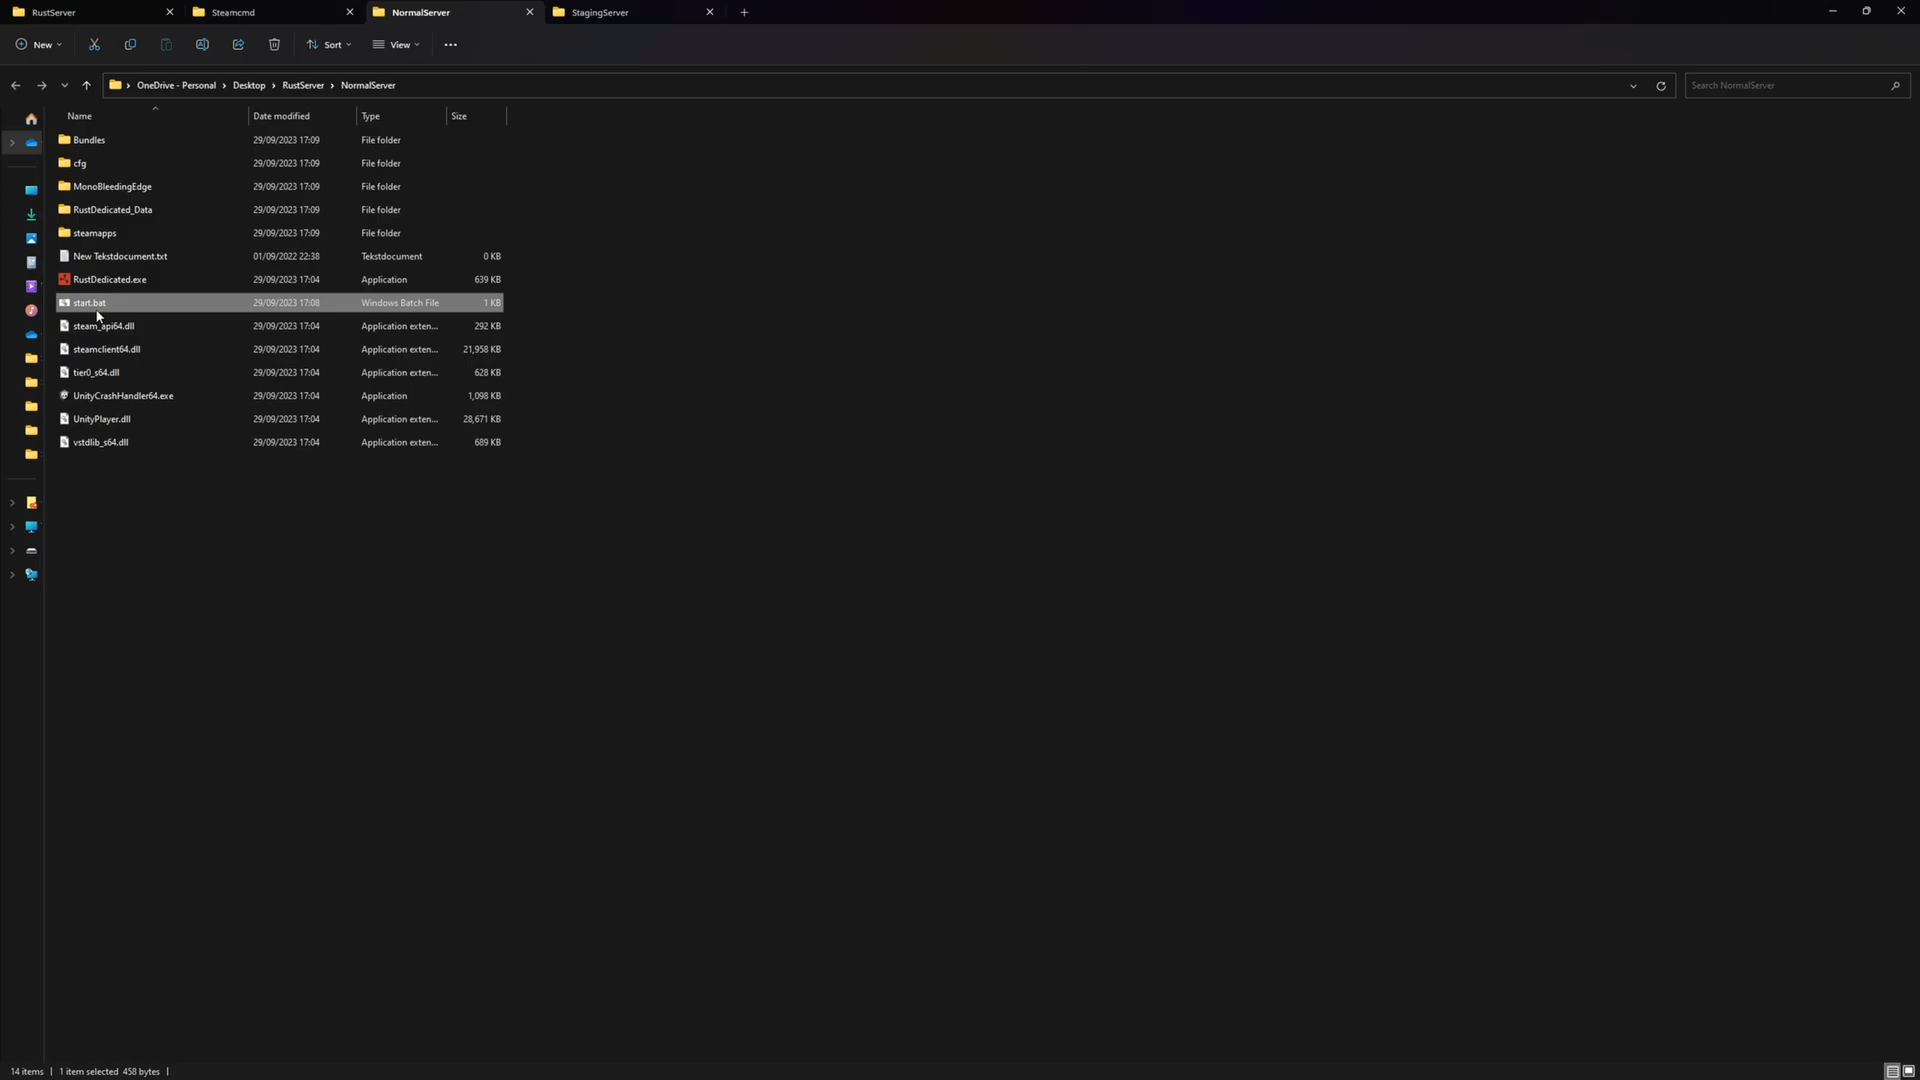 RustServer Steamcmd NormalServer StagingServer
New Sort View
OneDrive - Personal Desktop RustServer NormalServer Search NormalServer
Name Date modified Type Size
Bundles 29/09/2023 17:09 File folder
cfg 29/09/2023 17:09 File folder
MonoBleedingEdge 29/09/2023 17:09 File folder
RustDedicated_Data 29/09/2023 17:09 File folder
steamapps 29/09/2023 17:09 File folder
New Tekstdocument.txt 01/09/2022 22:38 Tekstdocument 0 KB
RustDedicated.exe 29/09/2023 17:04 Application 639 KB
start.bat 29/09/2023 17:08 Windows Batch File 1 KB
steam_api64.dll 29/09/2023 17:04 Application exten... 292 KB
steamclient64.dll 29/09/2023 17:04 Application exten... 21,958 KB
tier0_s64.dll 29/09/2023 17:04 Application exten... 628 KB
UnityCrashHandler64.exe 29/09/2023 17:04 Application 1,098 KB
UnityPlayer.dll 29/09/2023 17:04 Application exten... 28,671 KB
vstdlib_s64.dll 29/09/2023 17:04 Application exten... 689 KB
14 items 1 item selected 458 bytes